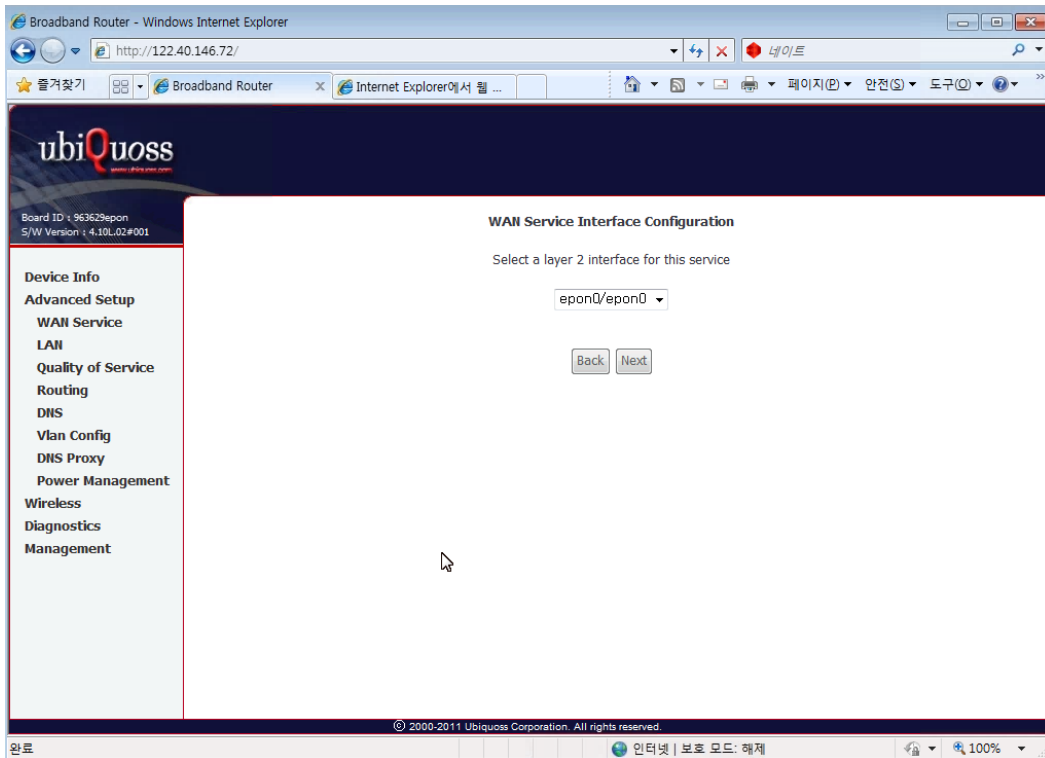 Broadband Router - Windows Internet Explorer
http://122.40.146.72/
네이트
즐겨찾기
Broadband Router x
Internet Explorer에서 웹 ...
페이지(P) 안전(S) 도구(O)
ubiQuoss
Board ID : 963629epon
S/W Version : 4.10L.02#001
Device Info
Advanced Setup
WAN Service
LAN
Quality of Service
Routing
DNS
Vlan Config
DNS Proxy
Power Management
Wireless
Diagnostics
Management
WAN Service Interface Configuration
Select a layer 2 interface for this service
epon0/epon0
Back Next
© 2000-2011 Ubiquoss Corporation. All rights reserved.
완료
인터넷 | 보호 모드: 해제
100%